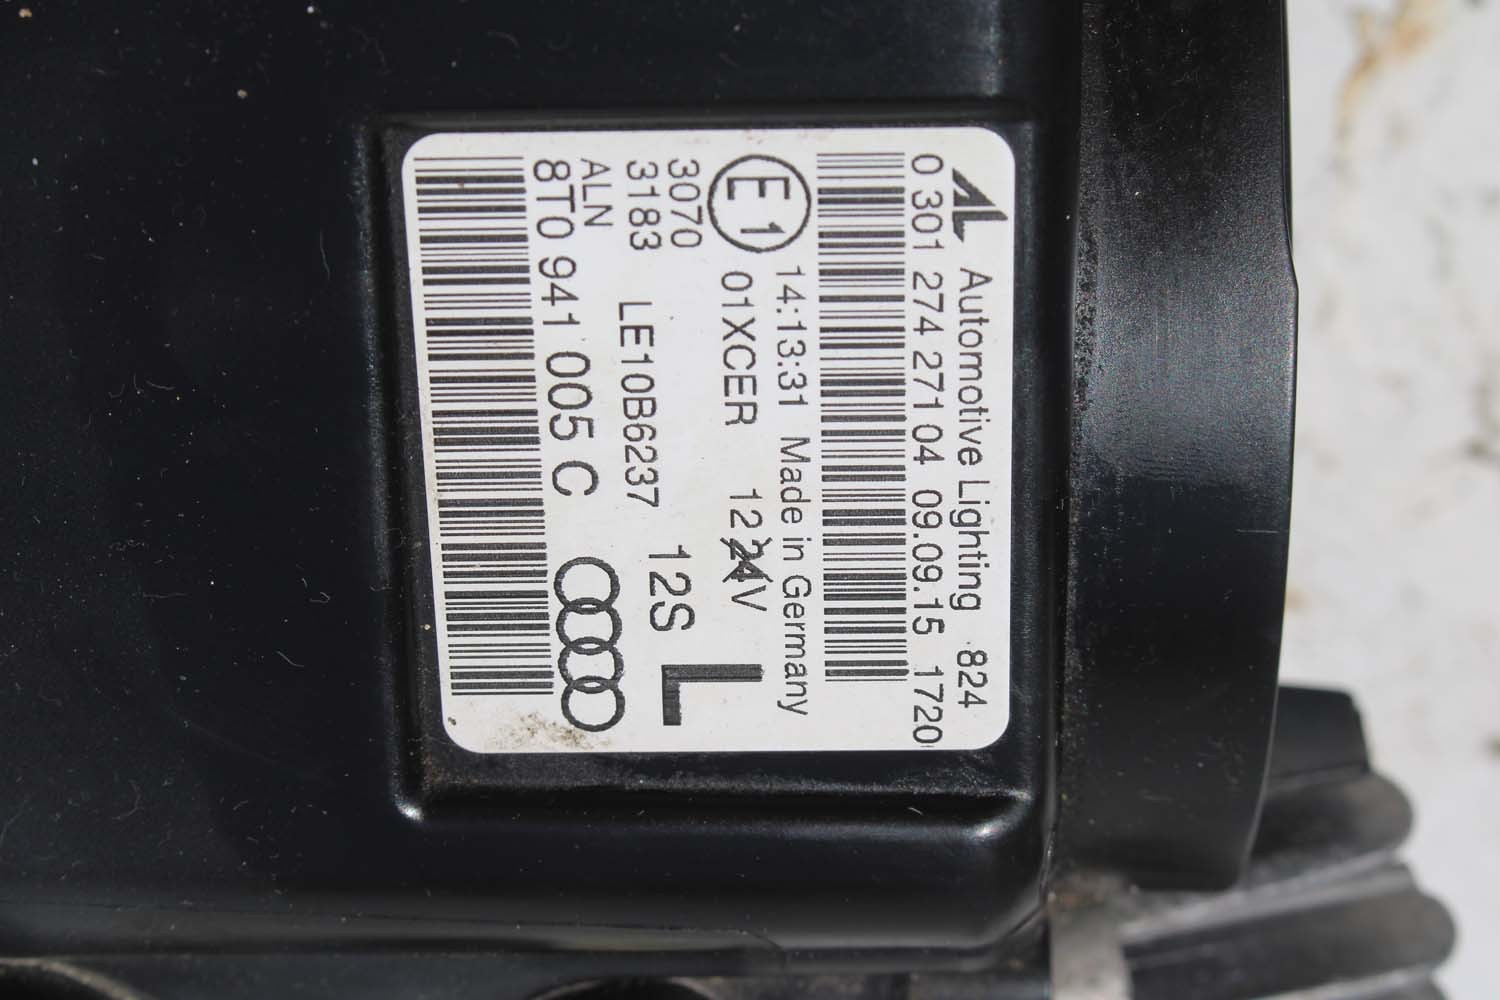 AL Automotive Lighting 824
0 301 274 271 04 09.09.15 1720
14:13:31 Made in Germany
E1 01XCER 12 24V
3070
3183 LE10B6237 12S L
ALN
8T0 941 005 C